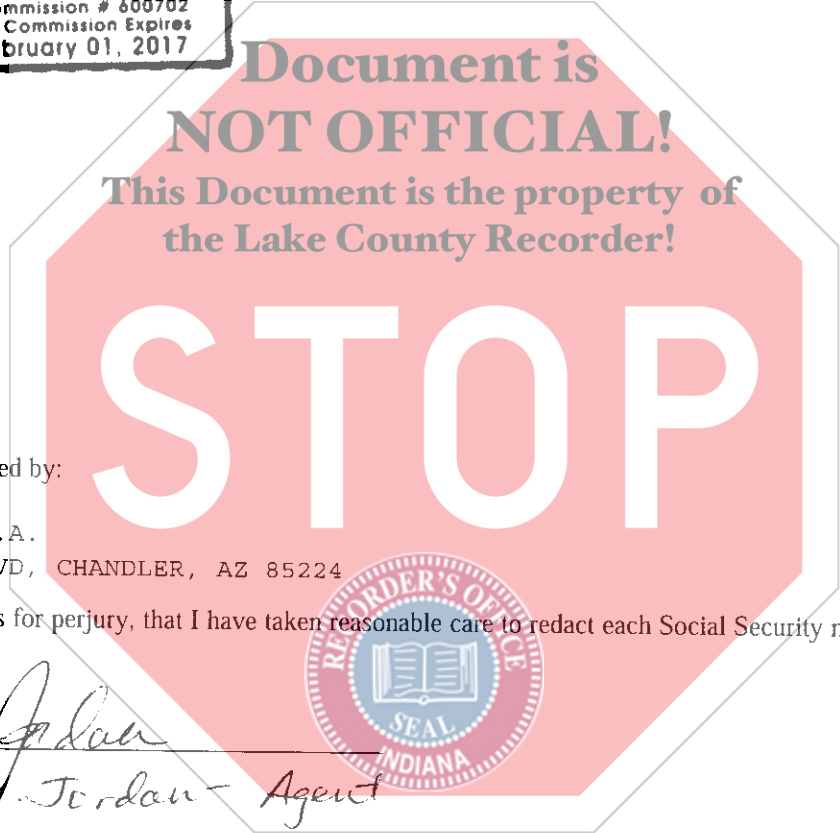 mmission # 600702
Commission Expires
bruary 01, 2017
Document is
NOT OFFICIAL!
This Document is the property of
the Lake County Recorder!
STOP
ed by:
.A.
VD, CHANDLER, AZ 85224
s for perjury, that I have taken reasonable care to redact each Social Security n
RECORDER'S OFFICE
SEAL
INDIANA
Jordan
Jordan - Agent